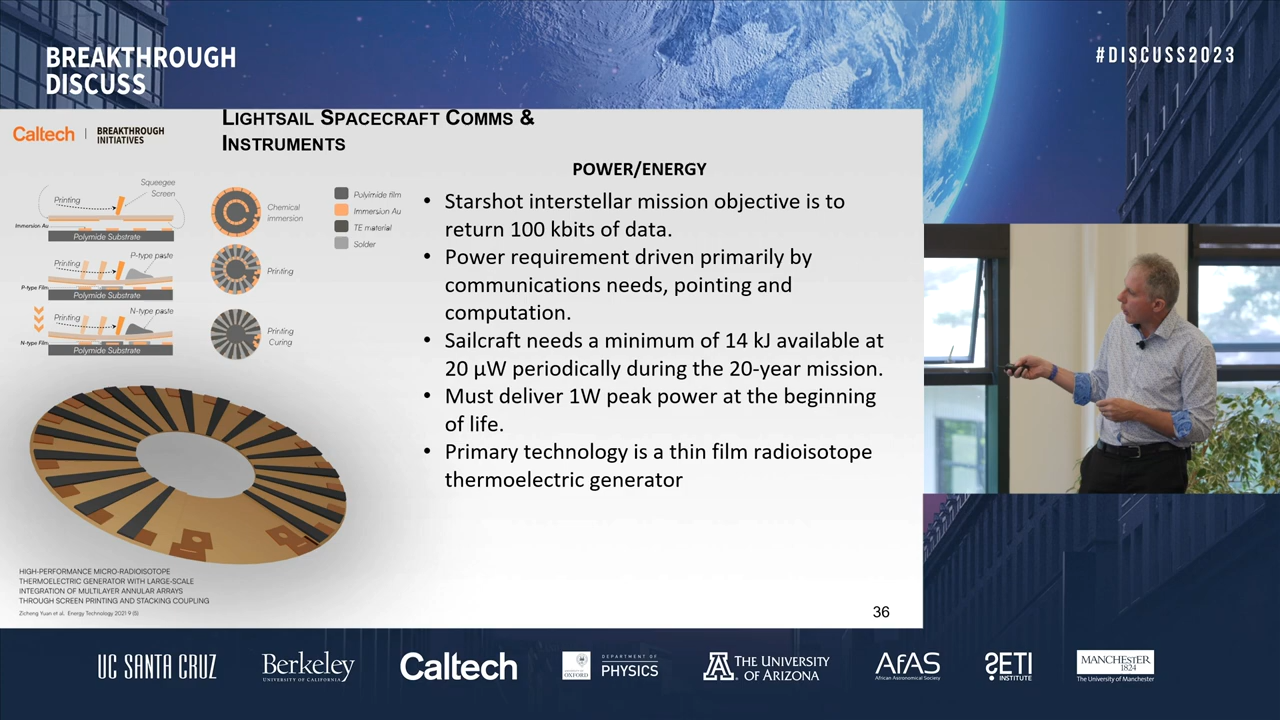 BREAKTHROUGH
DISCUSS
#DISCUSS2023
Caltech
BREAKTHROUGH
INITIATIVES
LIGHTSAIL SPACECRAFT COMMS &
INSTRUMENTS
Squeegee
Screen
Printing
Immersion Au
Polymide Substrate
P-type paste
Printing
P-type Film
Polymide Substrate
N-type paste
Printing
N-type Film
Polymide Substrate
Chemical
immersion
Printing
Printing
Curing
Polyimide film
Immersion Au
TE material
Solder
HIGH-PERFORMANCE MICRO-RADIOISOTOPE
THERMOELECTRIC GENERATOR WITH LARGE-SCALE
INTEGRATION OF MULTILAYER ANNULAR ARRAYS
THROUGH SCREEN PRINTING AND STACKING COUPLING
Zicheng Yuan et al. Energy Technology 2021 9 (5)
POWER/ENERGY
• Starshot interstellar mission objective is to
return 100 kbits of data.
• Power requirement driven primarily by
communications needs, pointing and
computation.
• Sailcraft needs a minimum of 14 kJ available at
20 µW periodically during the 20-year mission.
• Must deliver 1W peak power at the beginning
of life.
• Primary technology is a thin film radioisotope
thermoelectric generator
36
UC SANTA CRUZ
Berkeley
UNIVERSITY OF CALIFORNIA
Caltech
UNIVERSITY OF
OXFORD
DEPARTMENT OF
PHYSICS
THE UNIVERSITY
OF ARIZONA
AfAS
African Astronomical Society
SETI
INSTITUTE
MANCHESTER
1824
The University of Manchester